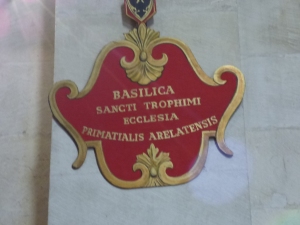 BASILICA
SANCTI TROPHIMI
ECCLESIA
PRIMATIALIS ARELATENSIS